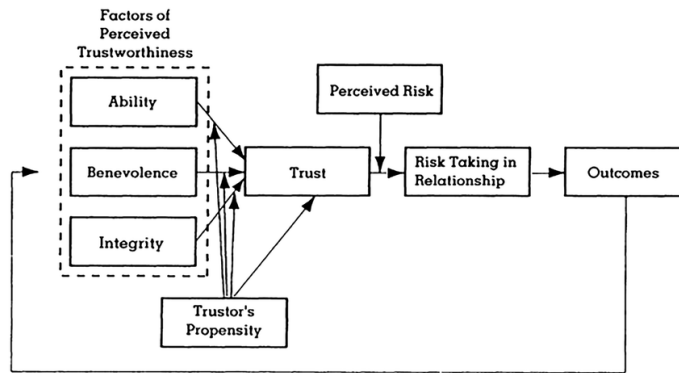 Factors of
Perceived
Trustworthiness
Ability
Benevolence
Integrity
Trustor's
Propensity
Trust
Perceived Risk
Risk Taking in
Relationship
Outcomes